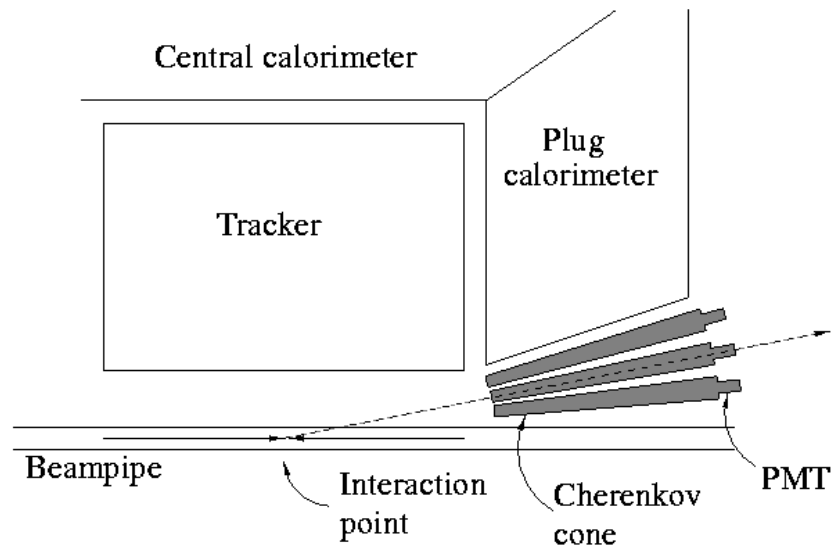 Central calorimeter
Plug
calorimeter
Tracker
Beampipe
Interaction
point
Cherenkov
cone
PMT